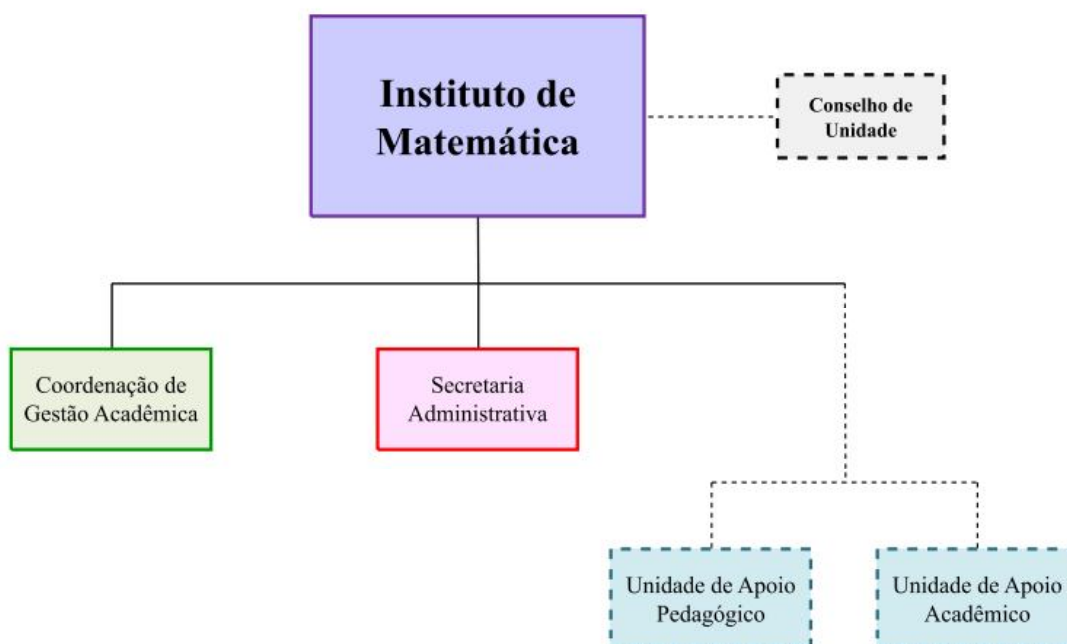 Instituto de
Matemática
Conselho de
Unidade
Coordenação de
Gestão Acadêmica
Secretaria
Administrativa
Unidade de Apoio
Pedagógico
Unidade de Apoio
Acadêmico